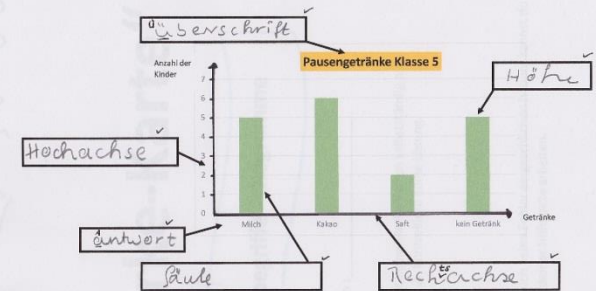 Überschrift
Pausengetränke Klasse 5
Anzahl der
Kinder
Höhe
7
6
5
4
3
2
1
0
Hochachse
Milch
Kakao
Saft
kein Getränk
Getränke
Antwort
Säule
Rechtsachse